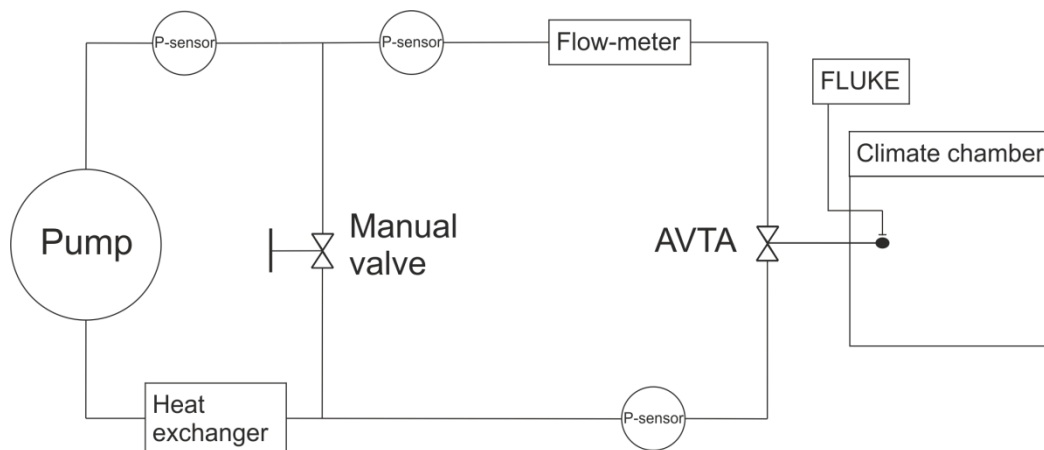 P-sensor
P-sensor
Flow-meter
FLUKE
Climate chamber
Pump
Manual
valve
AVTA
Heat
exchanger
P-sensor